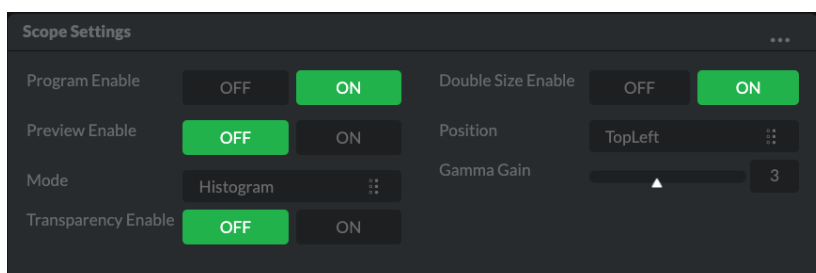 Scope Settings
...
Program Enable OFF ON
Preview Enable OFF ON
Mode Histogram
Transparency Enable OFF ON
Double Size Enable OFF ON
Position TopLeft
Gamma Gain 3